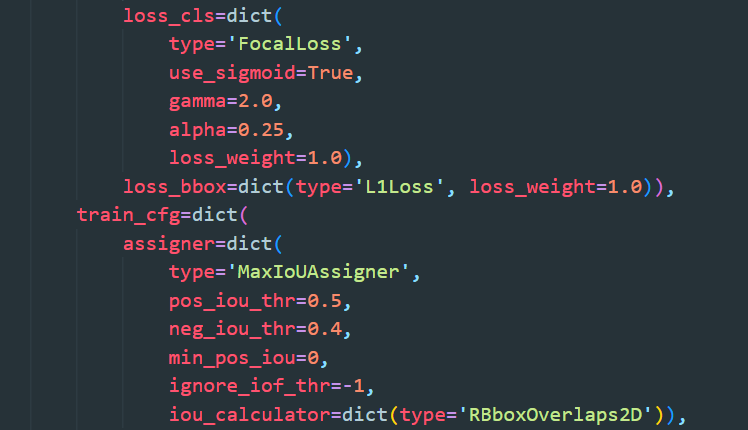 loss_cls=dict(
type='FocalLoss',
use_sigmoid=True,
gamma=2.0,
alpha=0.25,
loss_weight=1.0),
loss_bbox=dict(type='L1Loss', loss_weight=1.0)),
train_cfg=dict(
assigner=dict(
type='MaxIoUAssigner',
pos_iou_thr=0.5,
neg_iou_thr=0.4,
min_pos_iou=0,
ignore_iof_thr=-1,
iou_calculator=dict(type='RBboxOverlaps2D')),